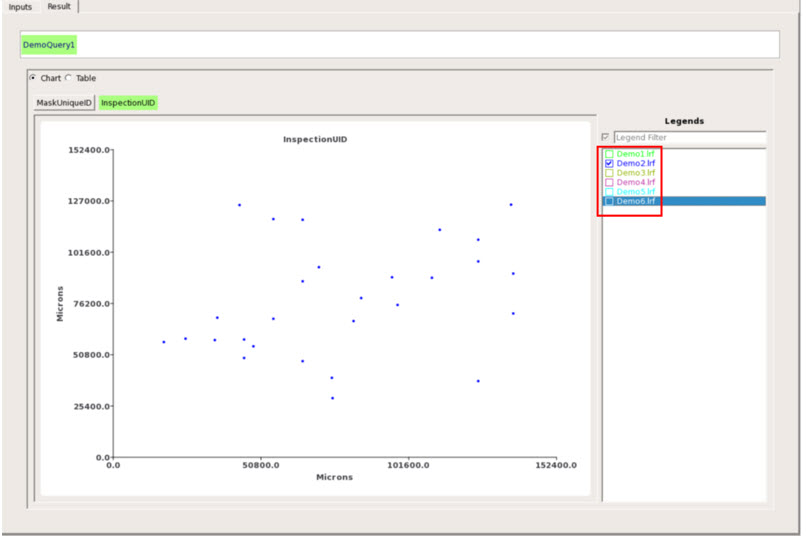 Inputs Result
DemoQuery1
Chart Table
MaskUniqueID InspectionUID
InspectionUID
152400.0
127000.0
101600.0
76200.0
50800.0
25400.0
0.0
Microns
0.0 50800.0 101600.0 152400.0
Microns
Legends
Legend Filter
Demo1.lrf
Demo2.lrf
Demo3.lrf
Demo4.lrf
Demo5.lrf
Demo6.lrf